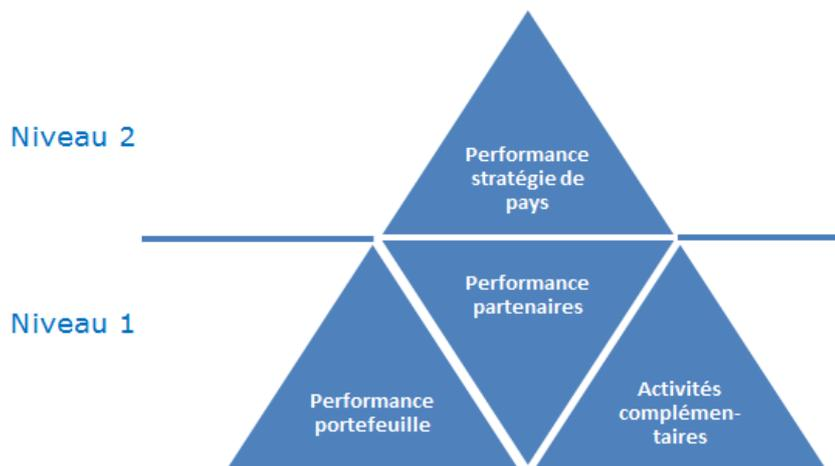 Niveau 2
Performance
stratégie de
pays
Niveau 1
Performance
partenaires
Performance
portefeuille
Activités
complémen-
taires